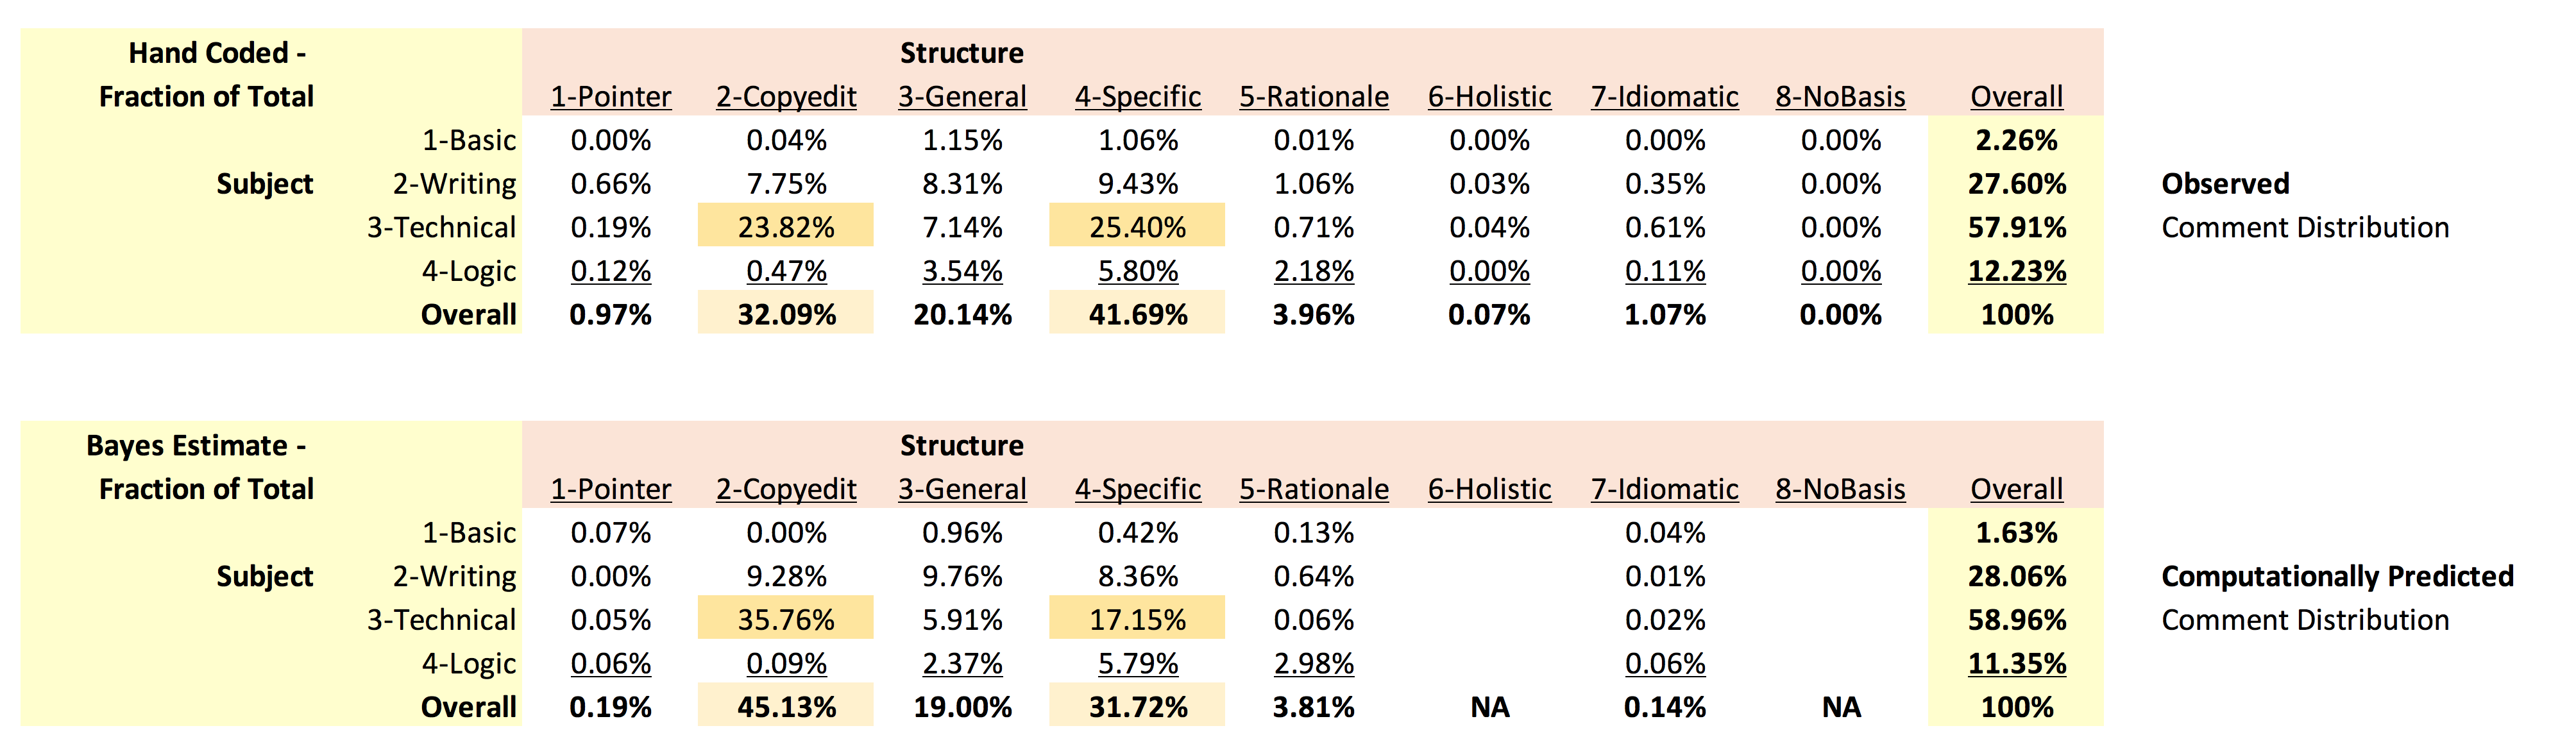 Hand Coded - Structure
Fraction of Total 1-Pointer 2-Copyedit 3-General 4-Specific 5-Rationale 6-Holistic 7-Idiomatic 8-NoBasis Overall
1-Basic 0.00% 0.04% 1.15% 1.06% 0.01% 0.00% 0.00% 0.00% 2.26%
Subject 2-Writing 0.66% 7.75% 8.31% 9.43% 1.06% 0.03% 0.35% 0.00% 27.60% Observed
3-Technical 0.19% 23.82% 7.14% 25.40% 0.71% 0.04% 0.61% 0.00% 57.91% Comment Distribution
4-Logic 0.12% 0.47% 3.54% 5.80% 2.18% 0.00% 0.11% 0.00% 12.23%
Overall 0.97% 32.09% 20.14% 41.69% 3.96% 0.07% 1.07% 0.00% 100%
Bayes Estimate - Structure
Fraction of Total 1-Pointer 2-Copyedit 3-General 4-Specific 5-Rationale 6-Holistic 7-Idiomatic 8-NoBasis Overall
1-Basic 0.07% 0.00% 0.96% 0.42% 0.13% 0.04% 1.63%
Subject 2-Writing 0.00% 9.28% 9.76% 8.36% 0.64% 0.01% 28.06% Computationally Predicted
3-Technical 0.05% 35.76% 5.91% 17.15% 0.06% 0.02% 58.96% Comment Distribution
4-Logic 0.06% 0.09% 2.37% 5.79% 2.98% 0.06% 11.35%
Overall 0.19% 45.13% 19.00% 31.72% 3.81% NA 0.14% NA 100%